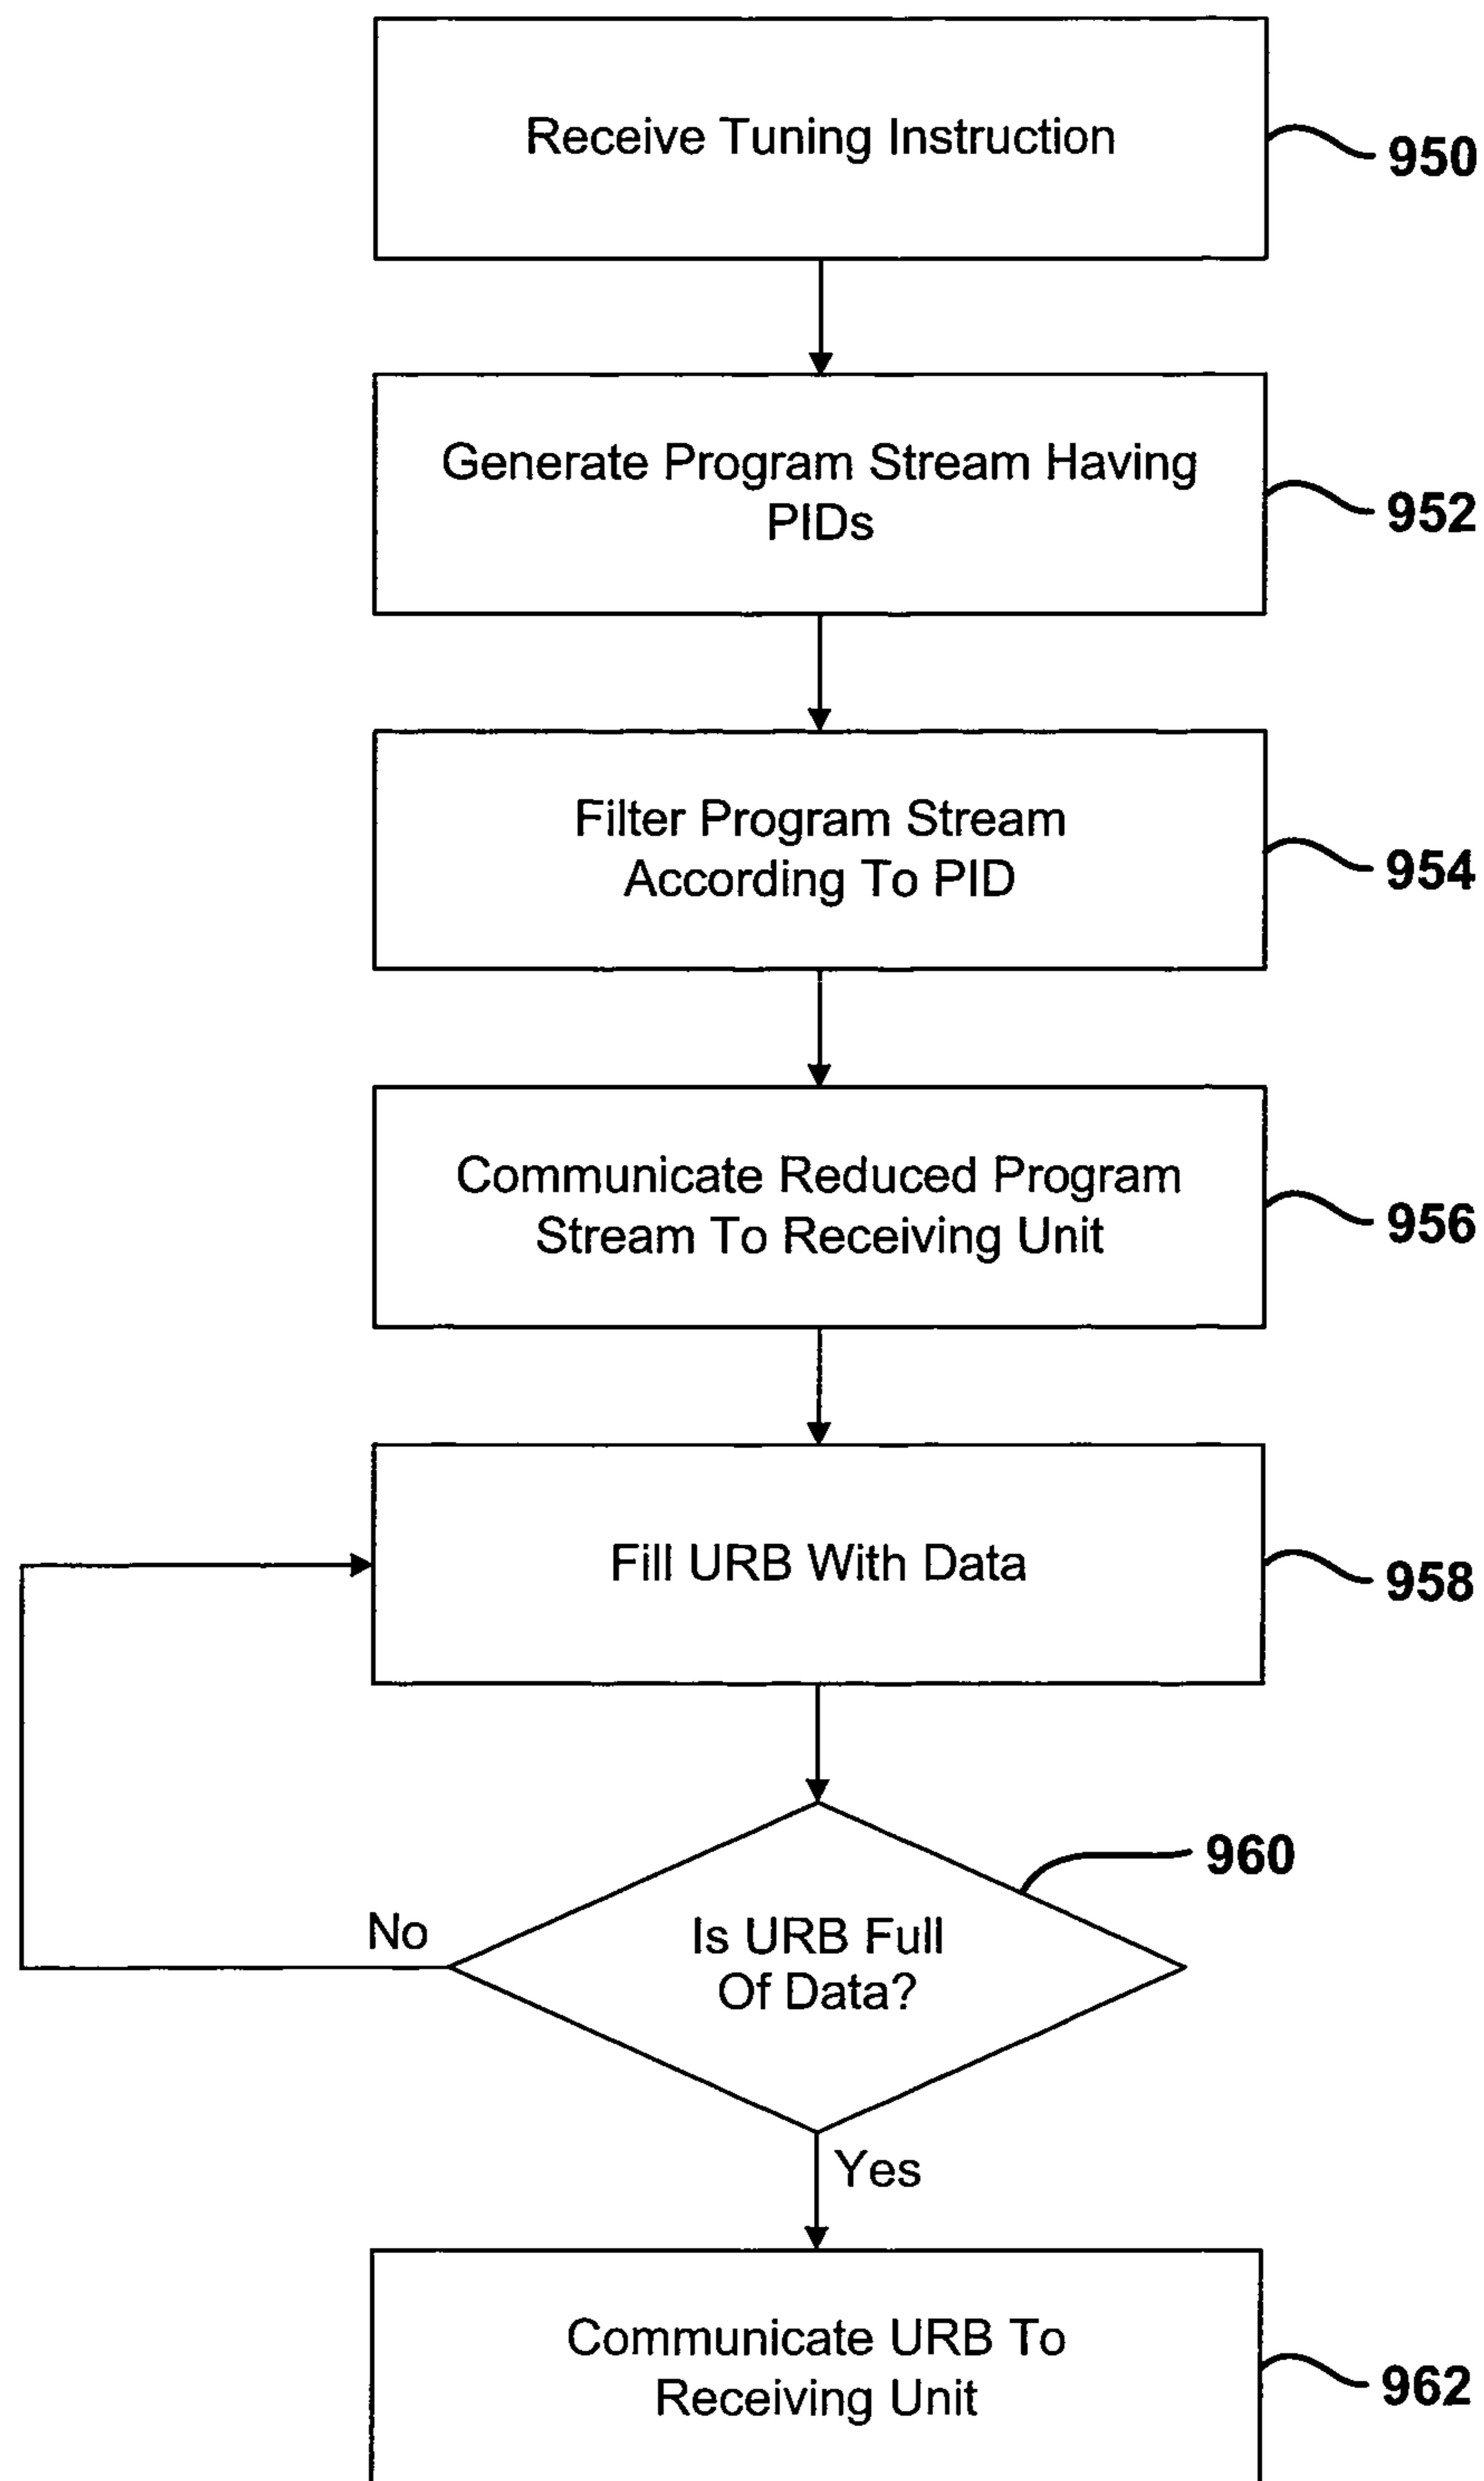 Receive Tuning Instruction
950
Generate Program Stream Having
PIDs
952
Filter Program Stream
According To PID
954
Communicate Reduced Program
Stream To Receiving Unit
956
Fill URB With Data
958
960
Is URB Full
Of Data?
No
Yes
Communicate URB To
Receiving Unit
962